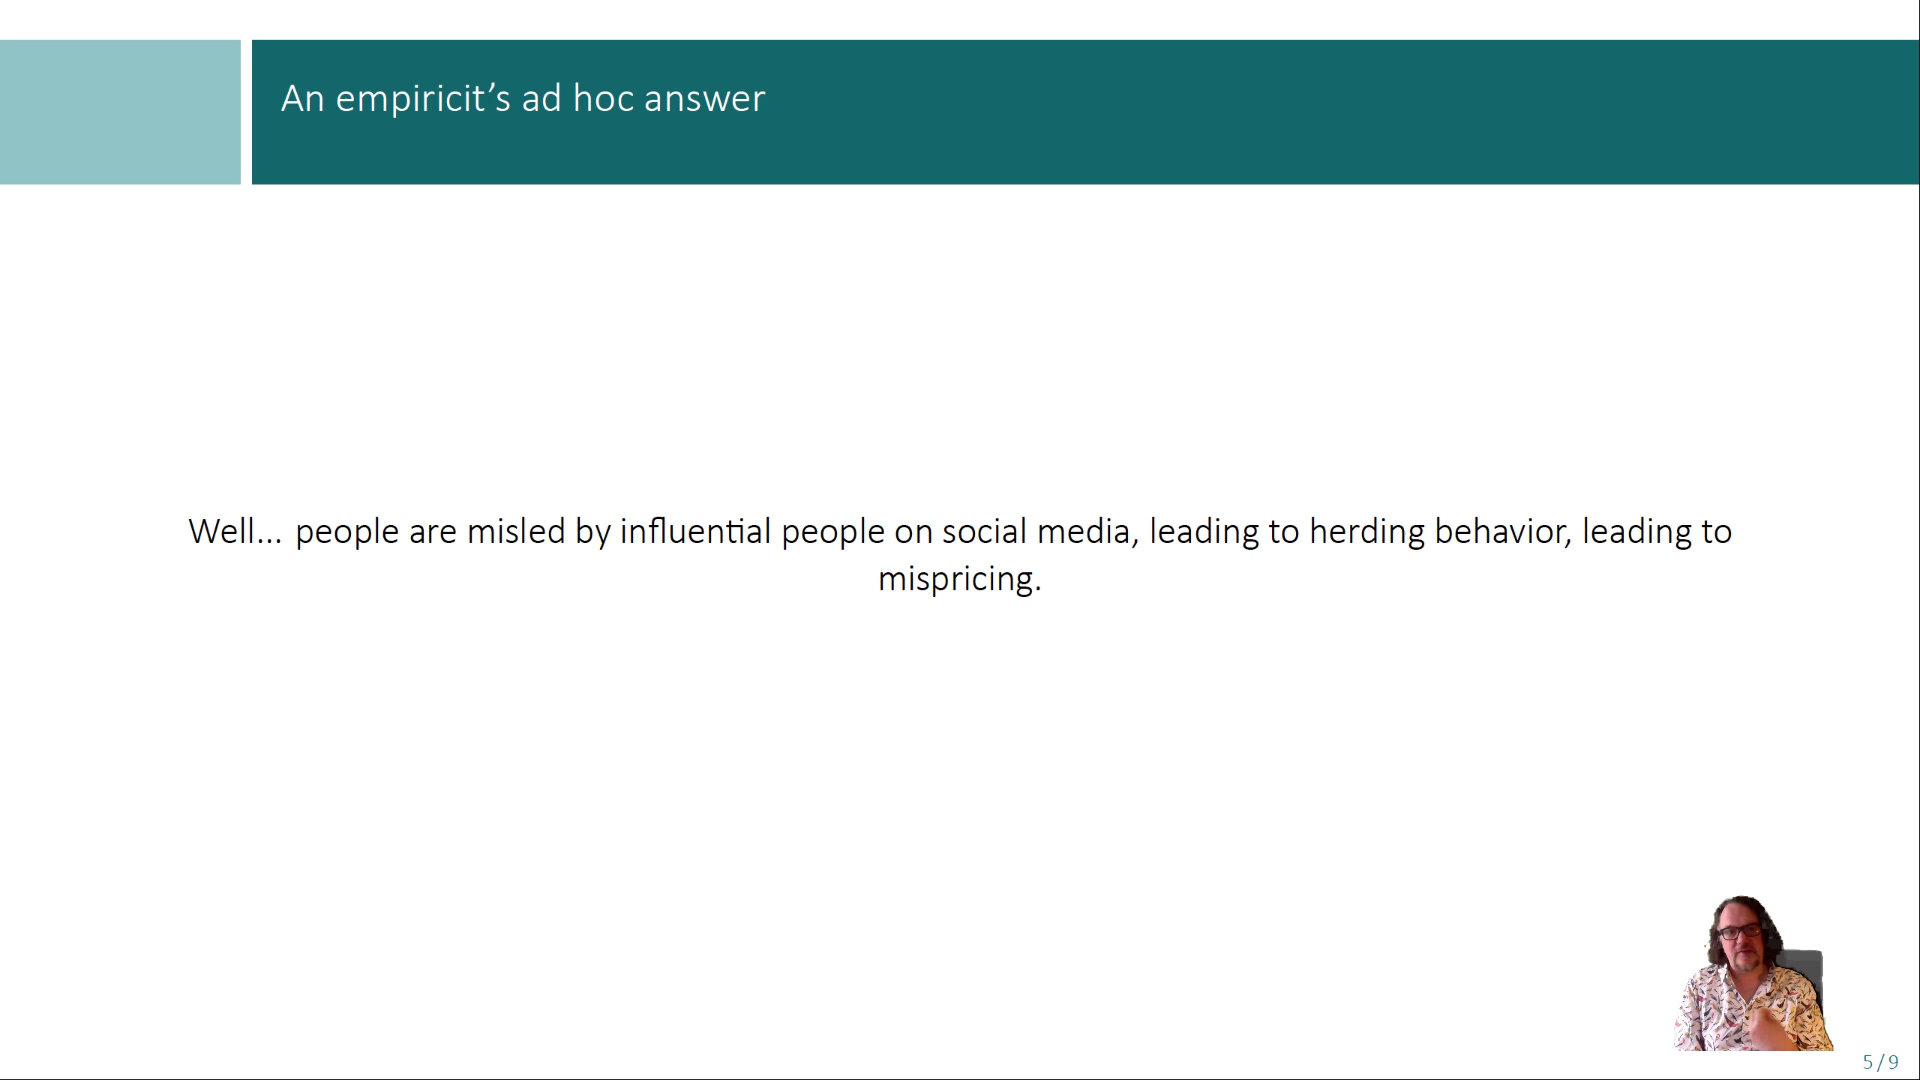 An empiricit’s ad hoc answer
Well... people are misled by influential people on social media, leading to herding behavior, leading to
mispricing.
5/9